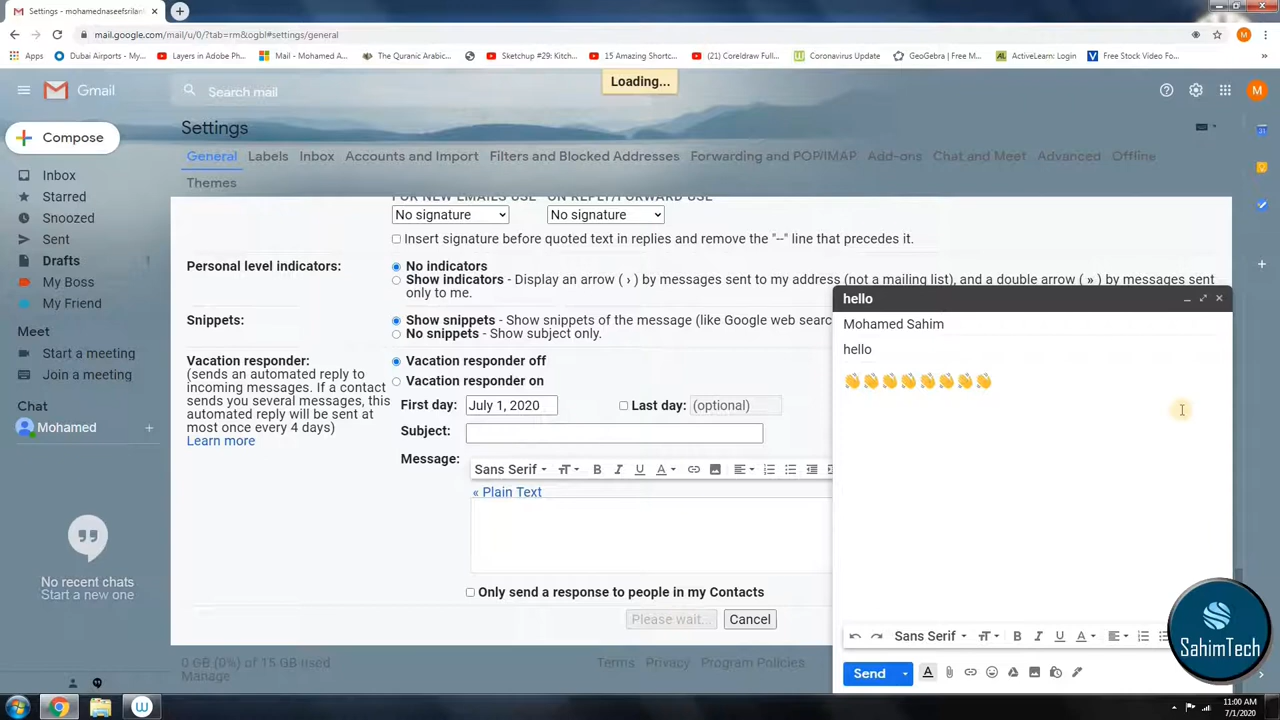 Settings - mohamednaseefsrilan
mail.google.com/mail/u/0/?tab=rm&ogbl#settings/general
M
Apps
Dubai Airports - My...
Layers in Adobe Ph...
Mail - Mohamed A...
The Quranic Arabic...
Sketchup #29: Kitch...
15 Amazing Shortc...
(21) Coreldraw Full...
Coronavirus Update
GeoGebra | Free M...
ActiveLearn: Login
Free Stock Video Fo...
Loading...
Gmail
Search mail
M
Compose
Settings
General
Labels
Inbox
Accounts and Import
Filters and Blocked Addresses
Forwarding and POP/IMAP
Add-ons
Chat and Meet
Advanced
Offline
Themes
Inbox
Starred
Snoozed
Sent
Drafts
My Boss
My Friend
Meet
Start a meeting
Join a meeting
Chat
Mohamed
No recent chats
Start a new one
FOR NEW EMAILS USE
ON REPLY/FORWARD USE
No signature
No signature
Insert signature before quoted text in replies and remove the "--" line that precedes it.
Personal level indicators:
No indicators
Show indicators - Display an arrow ( › ) by messages sent to my address (not a mailing list), and a double arrow ( » ) by messages sent
only to me.
Snippets:
Show snippets - Show snippets of the message (like Google web searc
No snippets - Show subject only.
Vacation responder:
(sends an automated reply to
incoming messages. If a contact
sends you several messages, this
automated reply will be sent at
most once every 4 days)
Learn more
Vacation responder off
Vacation responder on
First day:
July 1, 2020
Last day:
(optional)
Subject:
Message:
Sans Serif
« Plain Text
Only send a response to people in my Contacts
Please wait...
Cancel
0 GB (0%) of 15 GB used
Manage
Terms
Privacy
Program Policies
hello
Mohamed Sahim
hello
👋👋👋👋👋👋👋👋
Sans Serif
Send
SahimTech
11:00 AM
7/1/2020